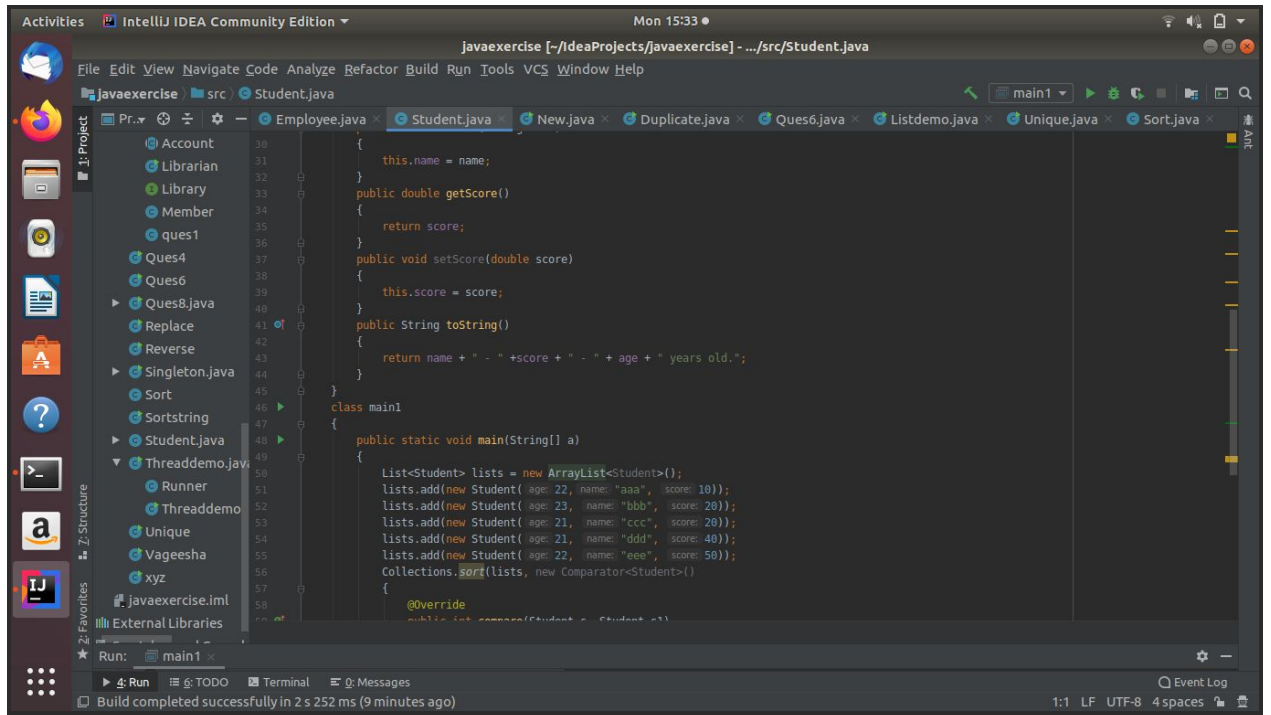 Activities IntelliJ IDEA Community Edition Mon 15:33
javaexercise [~/IdeaProjects/javaexercise] - .../src/Student.java
File Edit View Navigate Code Analyze Refactor Build Run Tools VCS Window Help
javaexercise src Student.java main1
Pr.. Employee.java Student.java New.java Duplicate.java Ques6.java Listdemo.java Unique.java Sort.java
1: Project
Ant
Account
Librarian
Library
Member
ques1
Ques4
Ques6
Ques8.java
Replace
Reverse
Singleton.java
Sort
Sortstring
Student.java
Threaddemo.java
Runner
Threaddemo
Unique
Vageesha
xyz
javaexercise.iml
External Libraries
Z: Structure
2: Favorites
30 {
31 this.name = name;
32 }
33 public double getScore()
34 {
35 return score;
36 }
37 public void setScore(double score)
38 {
39 this.score = score;
40 }
41 public String toString()
42 {
43 return name + " - " +score + " - " + age + " years old.";
44 }
45 }
46 class main1
47 {
48 public static void main(String[] a)
49 {
50 List<Student> lists = new ArrayList<Student>();
51 lists.add(new Student( age: 22, name: "aaa", score: 10));
52 lists.add(new Student( age: 23, name: "bbb", score: 20));
53 lists.add(new Student( age: 21, name: "ccc", score: 20));
54 lists.add(new Student( age: 21, name: "ddd", score: 40));
55 lists.add(new Student( age: 22, name: "eee", score: 50));
56 Collections.sort(lists, new Comparator<Student>()
57 {
58 @Override
59 public int compare(Student s, Student s1)
Run: main1
4: Run 6: TODO Terminal 0: Messages Event Log
Build completed successfully in 2 s 252 ms (9 minutes ago) 1:1 LF UTF-8 4 spaces